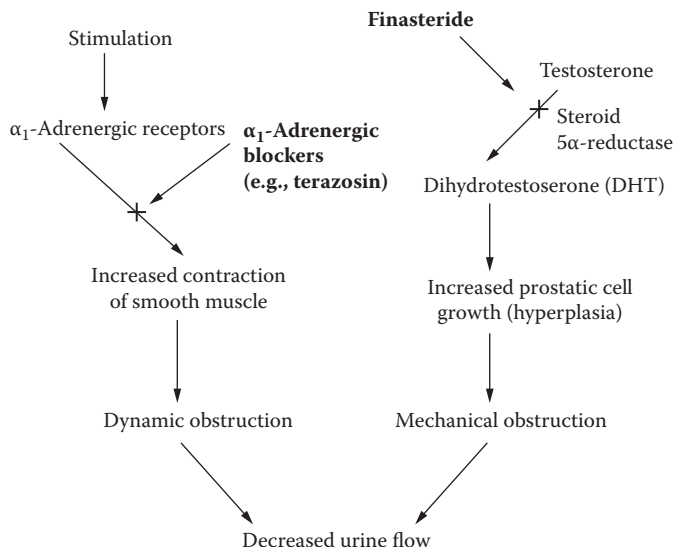 Stimulation
α₁-Adrenergic receptors
α₁-Adrenergic
blockers
(e.g., terazosin)
Increased contraction
of smooth muscle
Dynamic obstruction
Finasteride
Testosterone
Steroid
5α-reductase
Dihydrotestoserone (DHT)
Increased prostatic cell
growth (hyperplasia)
Mechanical obstruction
Decreased urine flow